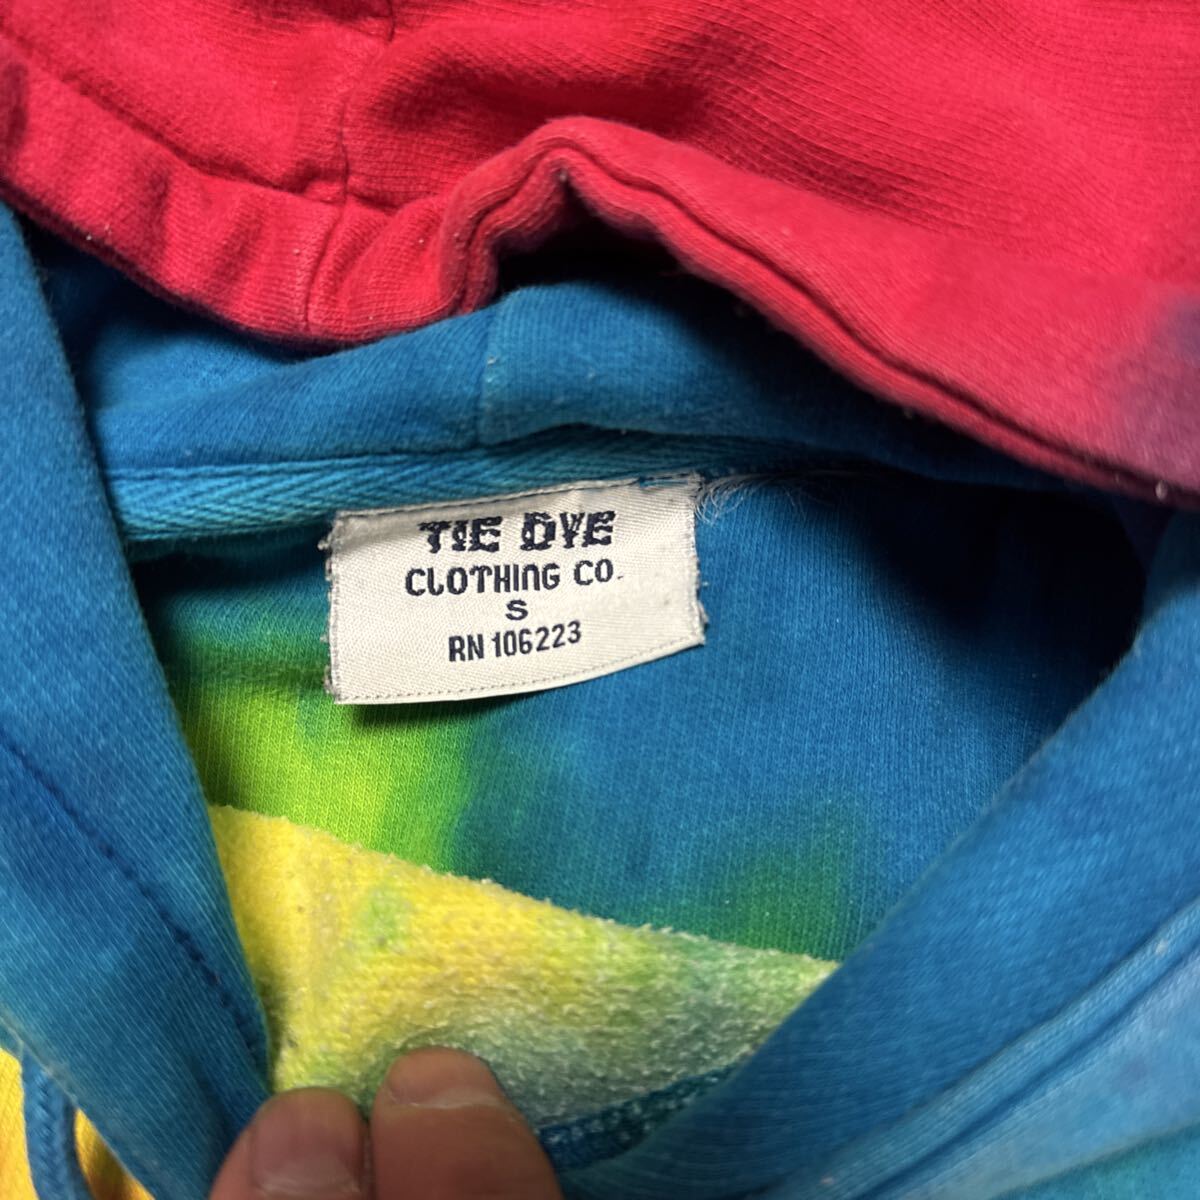 TIE DYE
CLOTHING CO.
S
RN 106223